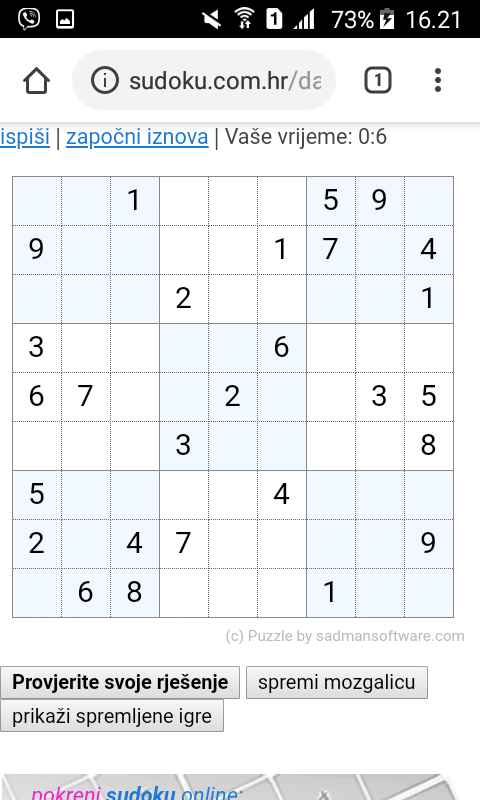 73% 16.21
sudoku.com.hr/da
1
ispiši | započni iznova | Vaše vrijeme: 0:6
1 5 9
9 1 7 4
2 1
3 6
6 7 2 3 5
3 8
5 4
2 4 7 9
6 8 1
(c) Puzzle by sadmansoftware.com
Provjerite svoje rješenje spremi mozgalicu
prikaži spremljene igre
pokreni sudoku online: